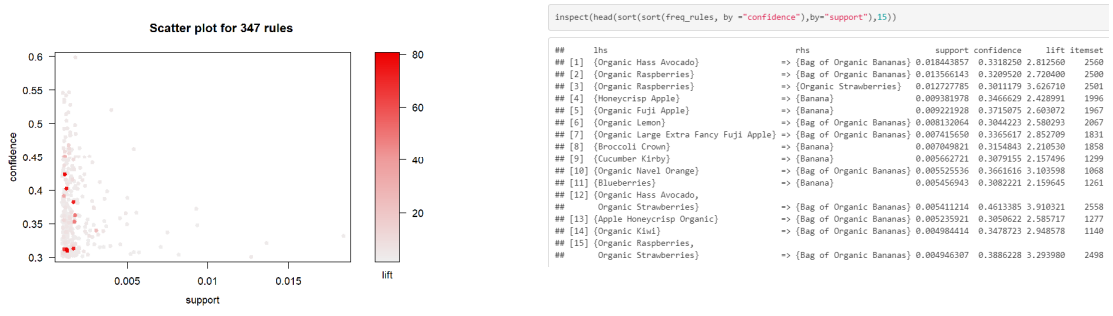 Scatter plot for 347 rules
0.6
0.55
0.5
0.45
0.4
0.35
0.3
confidence
0.005
0.01
0.015
support
80
60
40
20
lift
inspect(head(sort(sort(freq_rules, by ="confidence"),by="support"),15))
##      lhs                                   rhs                        support confidence     lift itemset
## [1]  {Organic Hass Avocado}             => {Bag of Organic Bananas} 0.018443857  0.3318250 2.812560    2560
## [2]  {Organic Raspberries}              => {Bag of Organic Bananas} 0.013566143  0.3209520 2.720400    2500
## [3]  {Organic Raspberries}              => {Organic Strawberries}   0.012727785  0.3011179 3.626710    2501
## [4]  {Honeycrisp Apple}                 => {Banana}                 0.009381978  0.3466629 2.428991    1996
## [5]  {Organic Fuji Apple}               => {Banana}                 0.009221928  0.3715075 2.603072    1967
## [6]  {Organic Lemon}                    => {Bag of Organic Bananas} 0.008132064  0.3044223 2.580293    2067
## [7]  {Organic Large Extra Fancy Fuji Apple} => {Bag of Organic Bananas} 0.007415650  0.3365617 2.852709    1831
## [8]  {Broccoli Crown}                   => {Banana}                 0.007049821  0.3154843 2.210530    1858
## [9]  {Cucumber Kirby}                   => {Banana}                 0.005662721  0.3079155 2.157496    1299
## [10] {Organic Navel Orange}             => {Bag of Organic Bananas} 0.005525536  0.3661616 3.103598    1068
## [11] {Blueberries}                      => {Banana}                 0.005456943  0.3082221 2.159645    1261
## [12] {Organic Hass Avocado,
##       Organic Strawberries}             => {Bag of Organic Bananas} 0.005411214  0.4613385 3.910321    2558
## [13] {Apple Honeycrisp Organic}         => {Bag of Organic Bananas} 0.005235921  0.3050622 2.585717    1277
## [14] {Organic Kiwi}                     => {Bag of Organic Bananas} 0.004984414  0.3478723 2.948578    1140
## [15] {Organic Raspberries,
##       Organic Strawberries}             => {Bag of Organic Bananas} 0.004946307  0.3886228 3.293980    2498